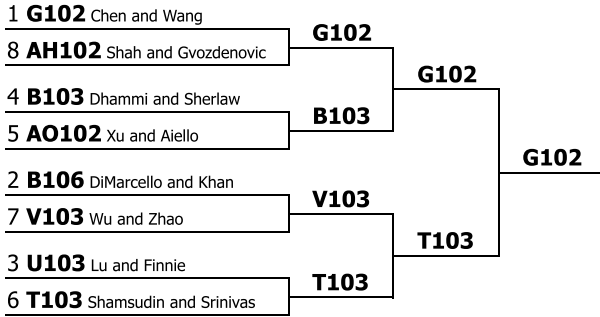 1 G102 Chen and Wang
8 AH102 Shah and Gvozdenovic
4 B103 Dhammi and Sherlaw
5 AO102 Xu and Aiello
2 B106 DiMarcello and Khan
7 V103 Wu and Zhao
3 U103 Lu and Finnie
6 T103 Shamsudin and Srinivas
G102
B103
V103
T103
G102
T103
G102